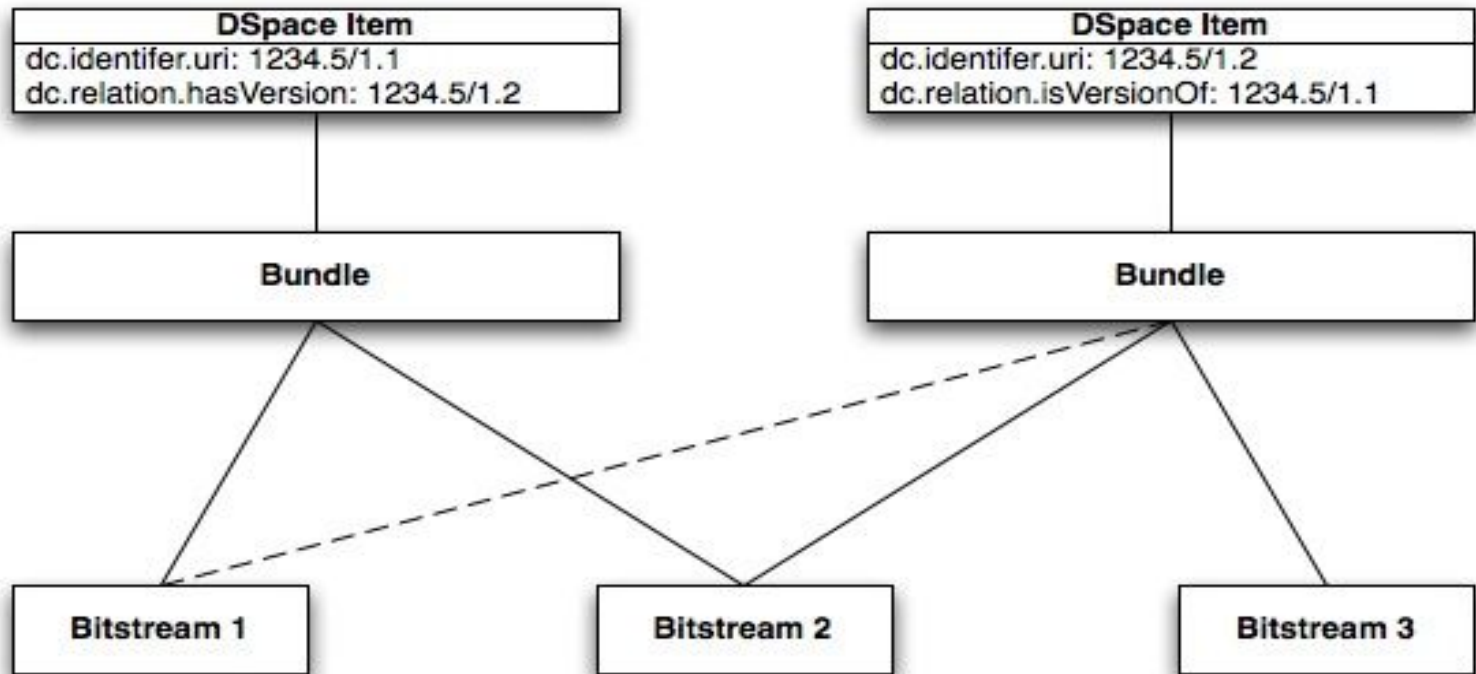 DSpace Item
dc.identifer.uri: 1234.5/1.1
dc.relation.hasVersion: 1234.5/1.2
DSpace Item
dc.identifer.uri: 1234.5/1.2
dc.relation.isVersionOf: 1234.5/1.1
Bundle
Bundle
Bitstream 1
Bitstream 2
Bitstream 3